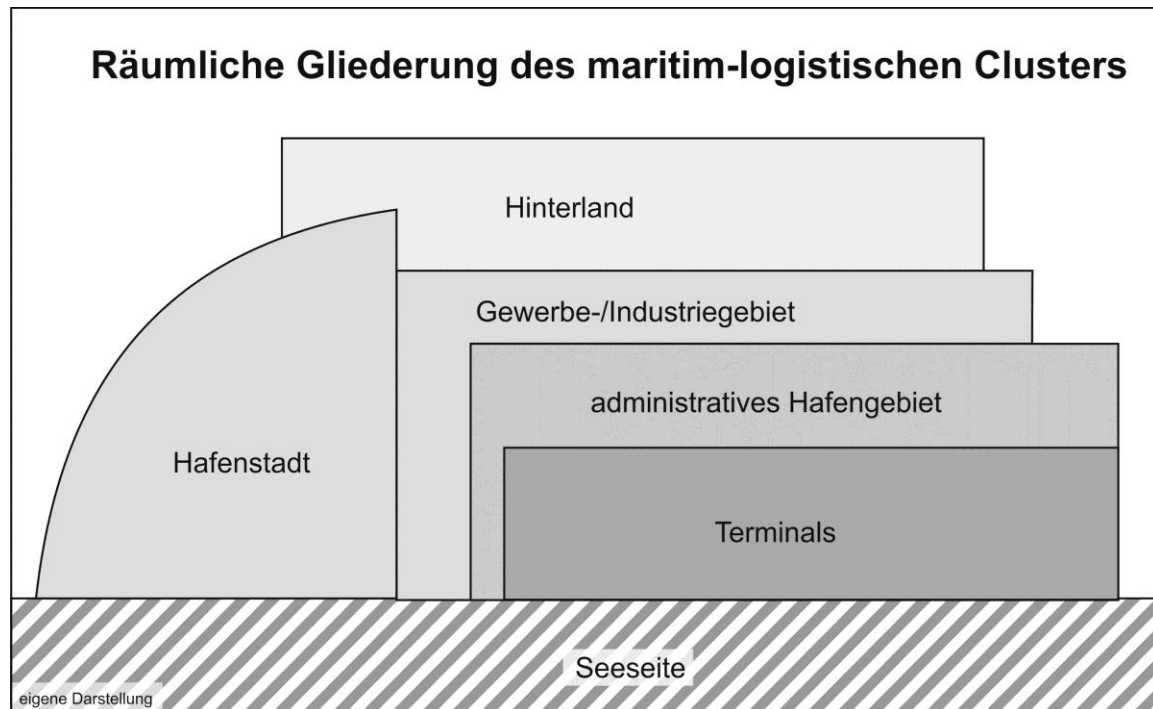 Räumliche Gliederung des maritim-logistischen Clusters
Hinterland
Gewerbe-/Industriegebiet
administratives Hafengebiet
Hafenstadt
Terminals
Seeseite
eigene Darstellung